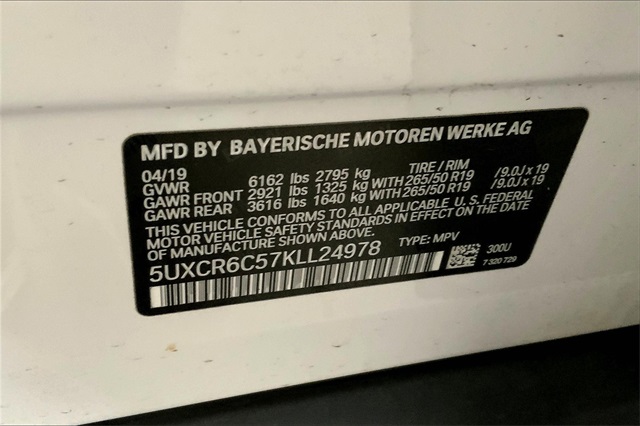 MFD BY BAYERISCHE MOTOREN WERKE AG
04/19 TIRE / RIM
GVWR 6162 lbs 2795 kg
GAWR FRONT 2921 lbs 1325 kg WITH 265/50 R19 /9.0J x 19
GAWR REAR 3616 lbs 1640 kg WITH 265/50 R19 /9.0J x 19
THIS VEHICLE CONFORMS TO ALL APPLICABLE U. S. FEDERAL
MOTOR VEHICLE SAFETY STANDARDS IN EFFECT ON THE DATE
OF MANUFACTURE SHOWN ABOVE.
5UXCR6C57KLL24978 TYPE: MPV
300U
7 320 729